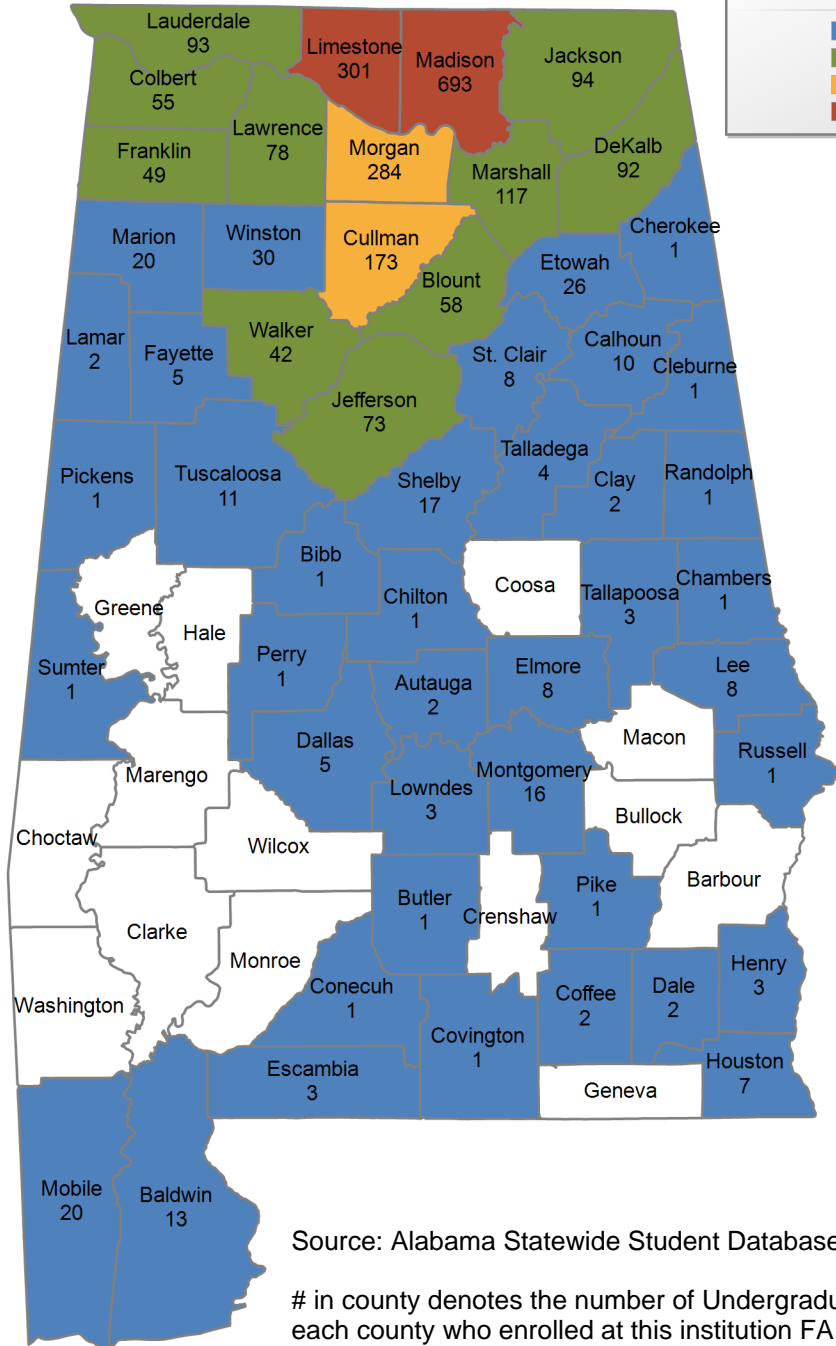 Lauderdale
93
Limestone
301
Madison
693
Jackson
94
Colbert
55
Lawrence
78
Morgan
284
Franklin
49
Marshall
117
DeKalb
92
Marion
20
Winston
30
Cullman
173
Cherokee
1
Etowah
26
Blount
58
Lamar
2
Fayette
5
Walker
42
St. Clair
8
Calhoun
10
Cleburne
1
Jefferson
73
Pickens
1
Tuscaloosa
11
Shelby
17
Talladega
4
Clay
2
Randolph
1
Bibb
1
Greene
Hale
Chilton
1
Coosa
Tallapoosa
3
Chambers
1
Sumter
1
Perry
1
Autauga
2
Elmore
8
Lee
8
Marengo
Dallas
5
Lowndes
3
Montgomery
16
Macon
Russell
1
Choctaw
Wilcox
Bullock
Barbour
Clarke
Butler
1
Crenshaw
Pike
1
Monroe
Washington
Conecuh
1
Covington
1
Coffee
2
Dale
2
Henry
3
Escambia
3
Geneva
Houston
7
Mobile
20
Baldwin
13
Source: Alabama Statewide Student Database
# in county denotes the number of Undergradu
each county who enrolled at this institution FA